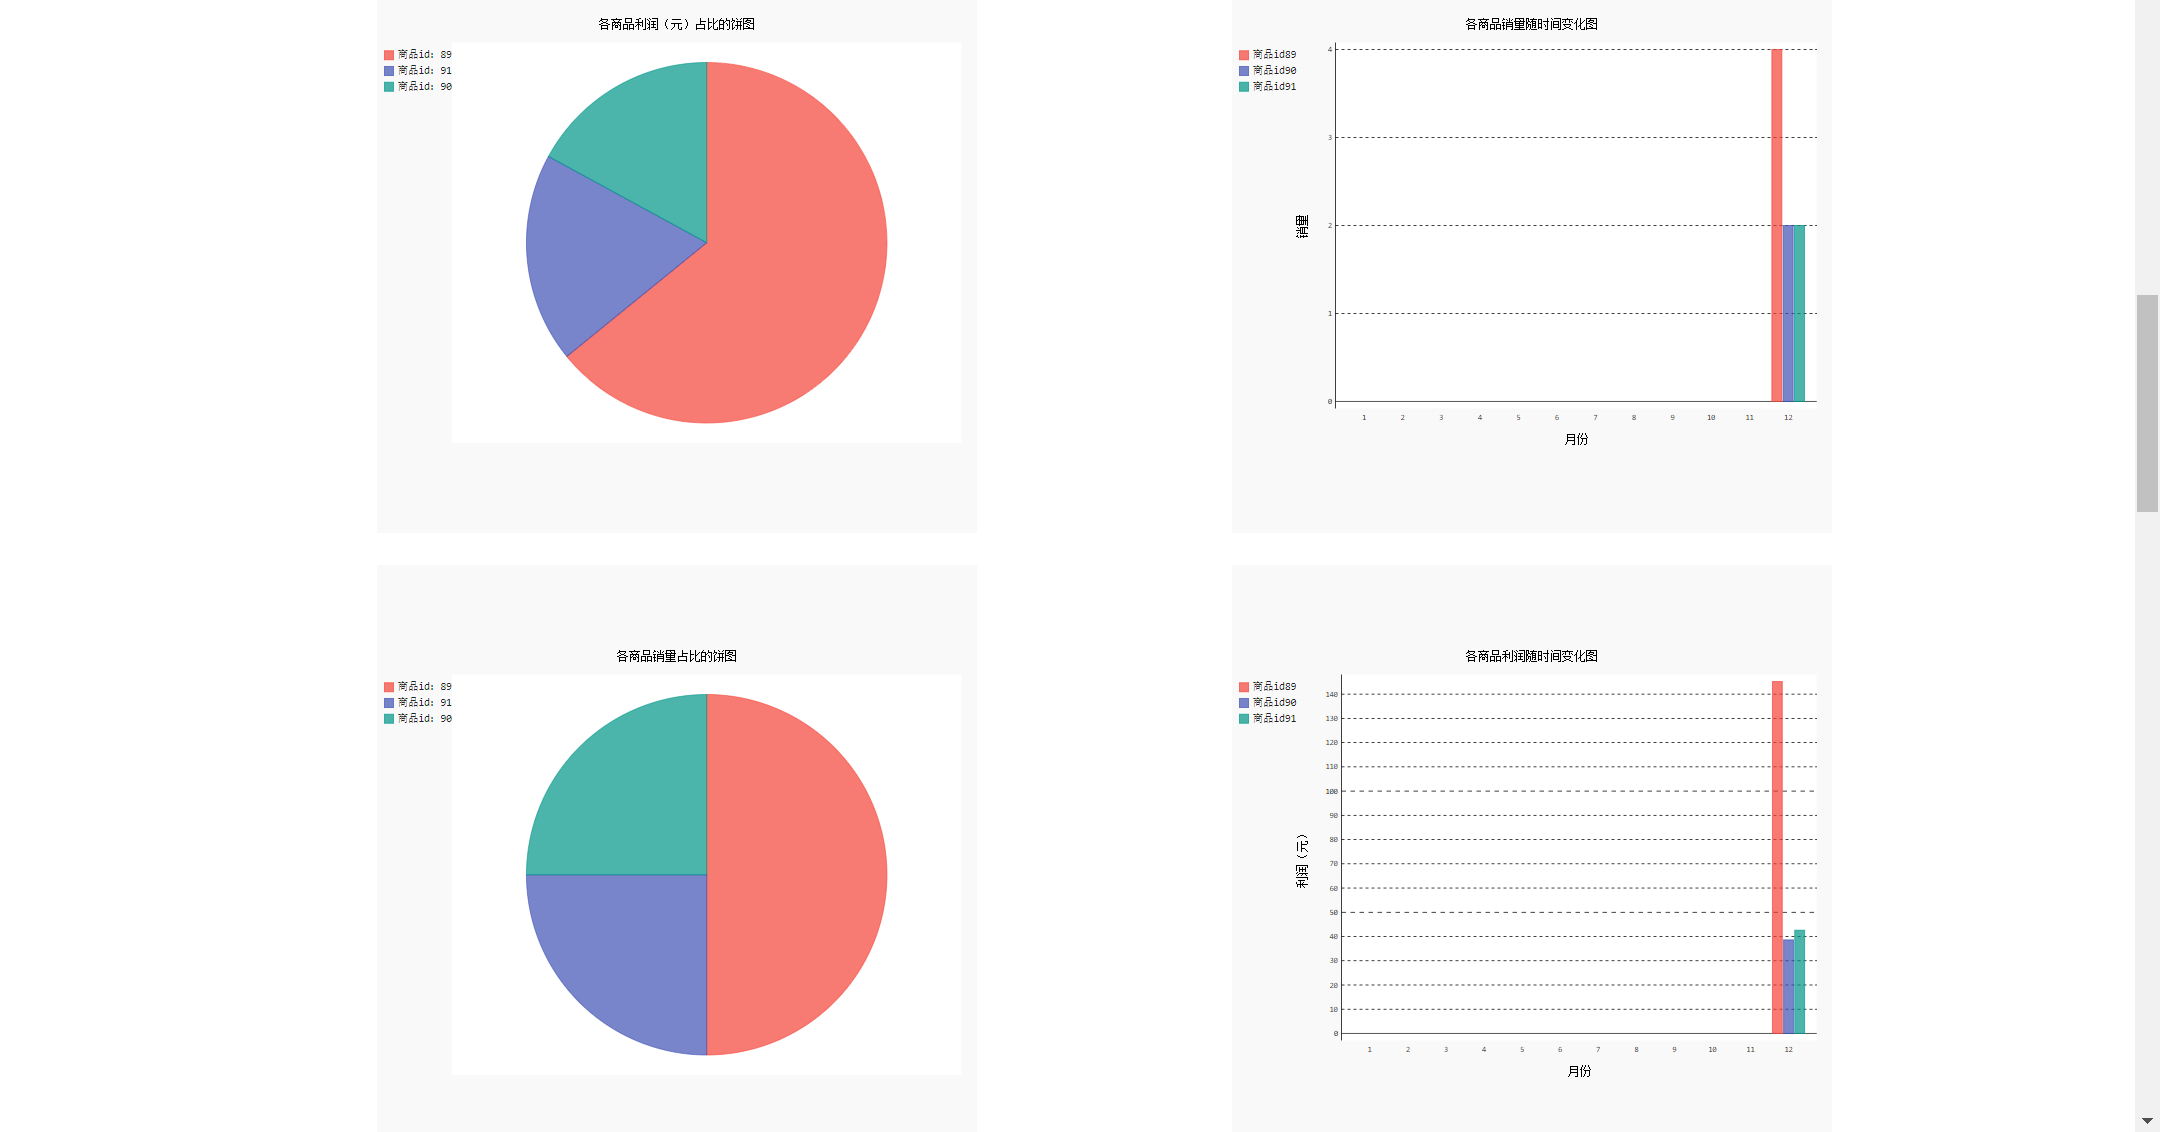 各商品利润（元）占比的饼图
商品id: 89
商品id: 91
商品id: 90
各商品销量随时间变化图
商品id89
商品id90
商品id91
销量
4
3
2
1
0
1 2 3 4 5 6 7 8 9 10 11 12
月份
各商品销量占比的饼图
商品id: 89
商品id: 91
商品id: 90
各商品利润随时间变化图
商品id89
商品id90
商品id91
利润（元）
140
130
120
110
100
90
80
70
60
50
40
30
20
10
0
1 2 3 4 5 6 7 8 9 10 11 12
月份